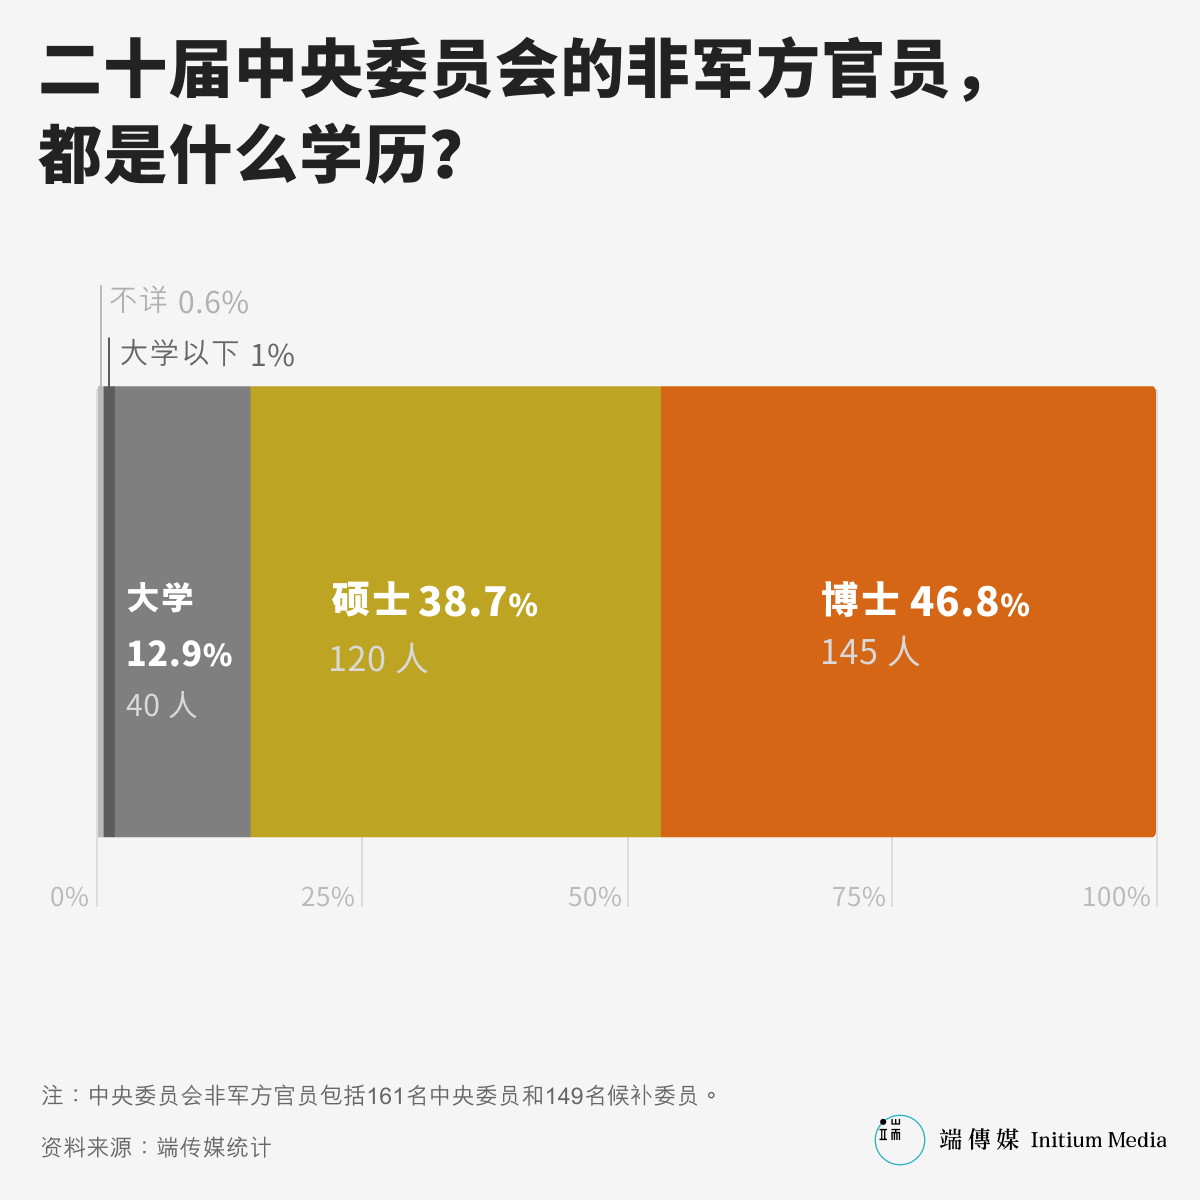 二十届中央委员会的非军方官员，
都是什么学历？
不详 0.6%
大学以下 1%
大学
12.9%
40 人
硕士 38.7%
120 人
博士 46.8%
145 人
0% 25% 50% 75% 100%
注：中央委员会非军方官员包括161名中央委员和149名候补委员。
资料来源：端传媒统计
端傳媒 Initium Media